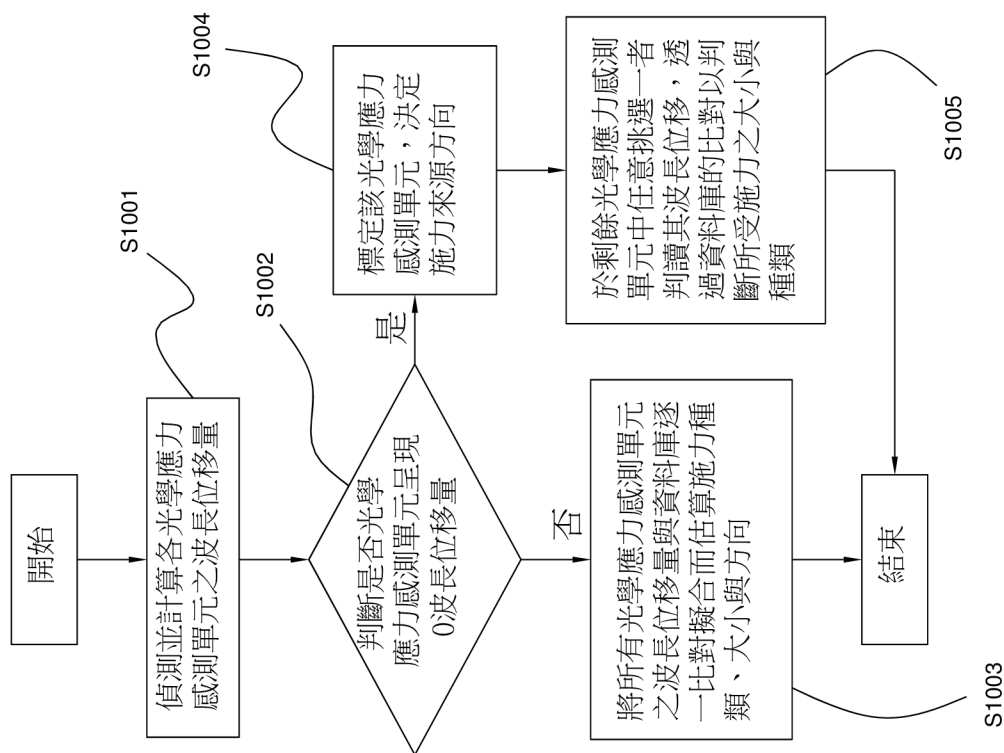 開始
S1001
偵測並計算各光學應力
感測單元之波長位移量
S1002
判斷是否光學
應力感測單元呈現
0波長位移量
是
否
S1004
標定該光學應力
感測單元，決定
施力來源方向
S1005
於剩餘光學應力感測
單元中任意挑選一者
判讀其波長位移，透
過資料庫的比對以判
斷所受施力之大小與
種類
S1003
將所有光學應力感測單元
之波長位移量與資料庫逐
一比對擬合而估算施力種
類、大小與方向
結束